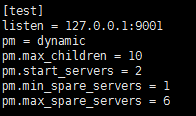 [test]
listen = 127.0.0.1:9001
pm = dynamic
pm.max_children = 10
pm.start_servers = 2
pm.min_spare_servers = 1
pm.max_spare_servers = 6